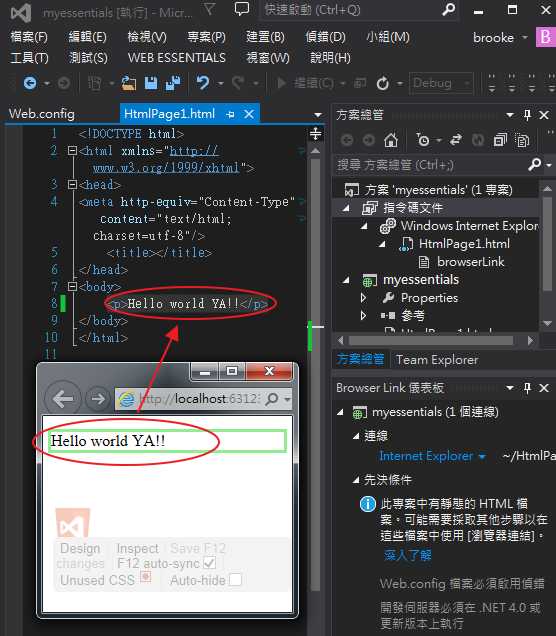 myessentials [執行] - Micr...
快速啟動 (Ctrl+Q)
檔案(F) 編輯(E) 檢視(V) 專案(P) 建置(B) 偵錯(D) 小組(M)
brooke B
工具(T) 測試(S) WEB ESSENTIALS 視窗(W) 說明(H)
繼續(C) Debug
Web.config HtmlPage1.html
1 <!DOCTYPE html>
2 <html xmlns="http://
www.w3.org/1999/xhtml">
3 <head>
4 <meta http-equiv="Content-Type"
content="text/html;
charset=utf-8"/>
5 <title></title>
6 </head>
7 <body>
8 <p>Hello world YA!!</p>
9 </body>
10 </html>
11
http://localhost:63123
Hello world YA!!
Design Inspect Save F12
changes F12 auto-sync
Unused CSS Auto-hide
方案總管
搜尋 方案總管 (Ctrl+;)
方案 'myessentials' (1 專案)
指令碼文件
Windows Internet Explor
HtmlPage1.html
browserLink
myessentials
Properties
參考
HtmlPage1.html
方案總管 Team Explorer
Browser Link 儀表板
myessentials (1 個連線)
連線
Internet Explorer ~/HtmlPa
先決條件
此專案中有靜態的 HTML 檔
案。可能需要採取其他步驟以在
這些檔案中使用 [瀏覽器連結]。
深入了解
Web.config 檔案必須啟用偵錯
開發伺服器必須在 .NET 4.0 或
更新版本上執行